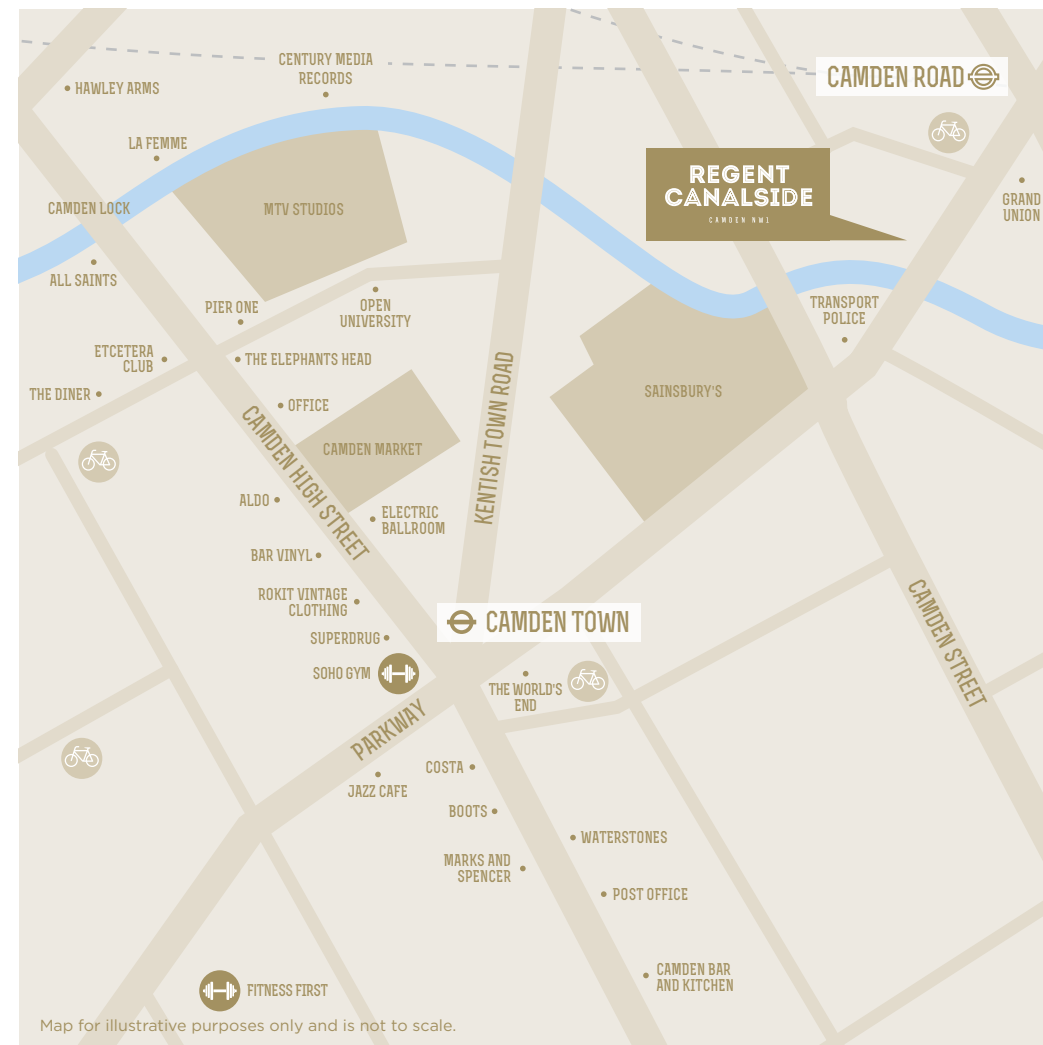 CENTURY MEDIA
RECORDS
CAMDEN ROAD
HAWLEY ARMS
LA FEMME
REGENT
CANALSIDE
CAMDEN NW1
GRAND
UNION
CAMDEN LOCK
MTV STUDIOS
ALL SAINTS
PIER ONE
OPEN
UNIVERSITY
TRANSPORT
POLICE
ETCETERA
CLUB
THE ELEPHANTS HEAD
THE DINER
SAINSBURY'S
OFFICE
KENTISH TOWN ROAD
CAMDEN HIGH STREET
CAMDEN MARKET
ALDO
ELECTRIC
BALLROOM
BAR VINYL
ROKIT VINTAGE
CLOTHING
CAMDEN TOWN
SUPERDRUG
SOHO GYM
CAMDEN STREET
THE WORLD'S
END
PARKWAY
COSTA
JAZZ CAFE
BOOTS
WATERSTONES
MARKS AND
SPENCER
POST OFFICE
CAMDEN BAR
AND KITCHEN
FITNESS FIRST
Map for illustrative purposes only and is not to scale.